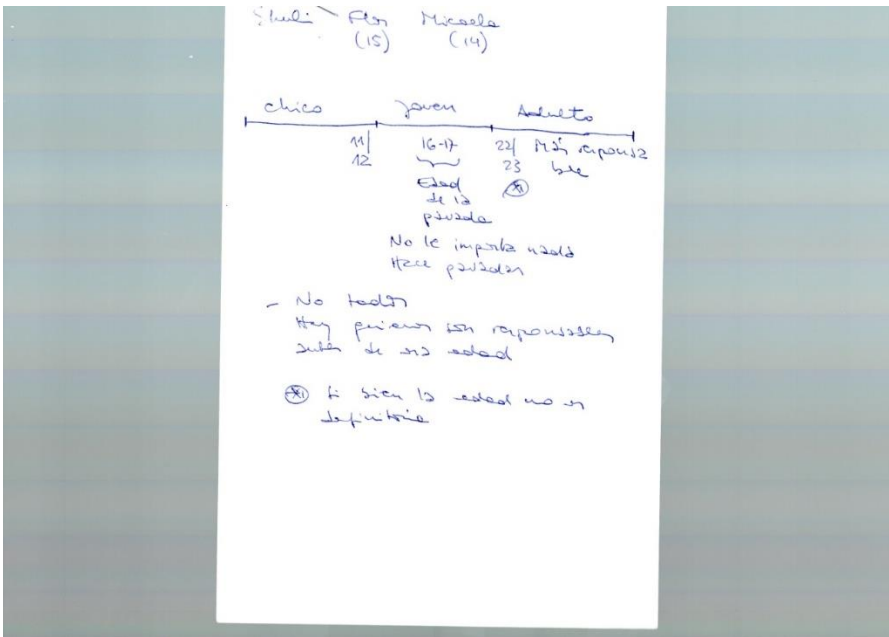 Flor Micaela
(15) (14)
chico Joven Adulto
11/ 16-17 22/ Más responsa
12 23 ble
Edad
de la
pavada
No le importa nada
Hace pavadas
- No todos
Hay quienes son responsables
antes de esa edad
Si bien la edad no es
definitoria